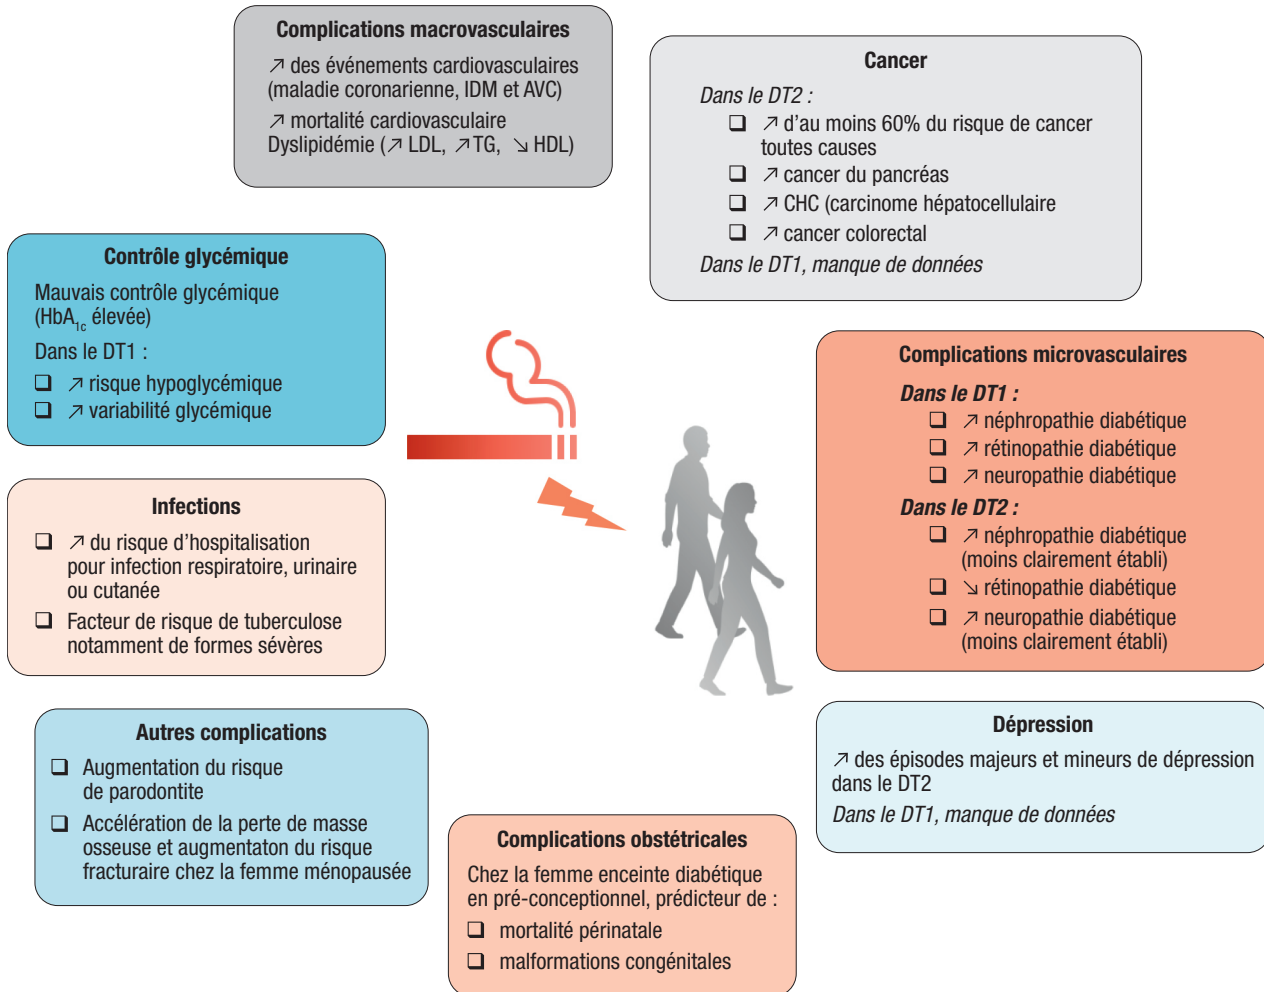 Complications macrovasculaires
↗ des événements cardiovasculaires
(maladie coronarienne, IDM et AVC)
↗ mortalité cardiovasculaire
Dyslipidémie (↗ LDL, ↗ TG, ↘ HDL)
Cancer
Dans le DT2 :
❑ ↗ d’au moins 60% du risque de cancer
toutes causes
❑ ↗ cancer du pancréas
❑ ↗ CHC (carcinome hépatocellulaire
❑ ↗ cancer colorectal
Dans le DT1, manque de données
Contrôle glycémique
Mauvais contrôle glycémique
(HbA1c élevée)
Dans le DT1 :
❑ ↗ risque hypoglycémique
❑ ↗ variabilité glycémique
Complications microvasculaires
Dans le DT1 :
❑ ↗ néphropathie diabétique
❑ ↗ rétinopathie diabétique
❑ ↗ neuropathie diabétique
Dans le DT2 :
❑ ↗ néphropathie diabétique
(moins clairement établi)
❑ ↘ rétinopathie diabétique
❑ ↗ neuropathie diabétique
(moins clairement établi)
Infections
❑ ↗ du risque d’hospitalisation
pour infection respiratoire, urinaire
ou cutanée
❑ Facteur de risque de tuberculose
notamment de formes sévères
Autres complications
❑ Augmentation du risque
de parodontite
❑ Accélération de la perte de masse
osseuse et augmentaton du risque
fracturaire chez la femme ménopausée
Dépression
↗ des épisodes majeurs et mineurs de dépression
dans le DT2
Dans le DT1, manque de données
Complications obstétricales
Chez la femme enceinte diabétique
en pré-conceptionnel, prédicteur de :
❑ mortalité périnatale
❑ malformations congénitales